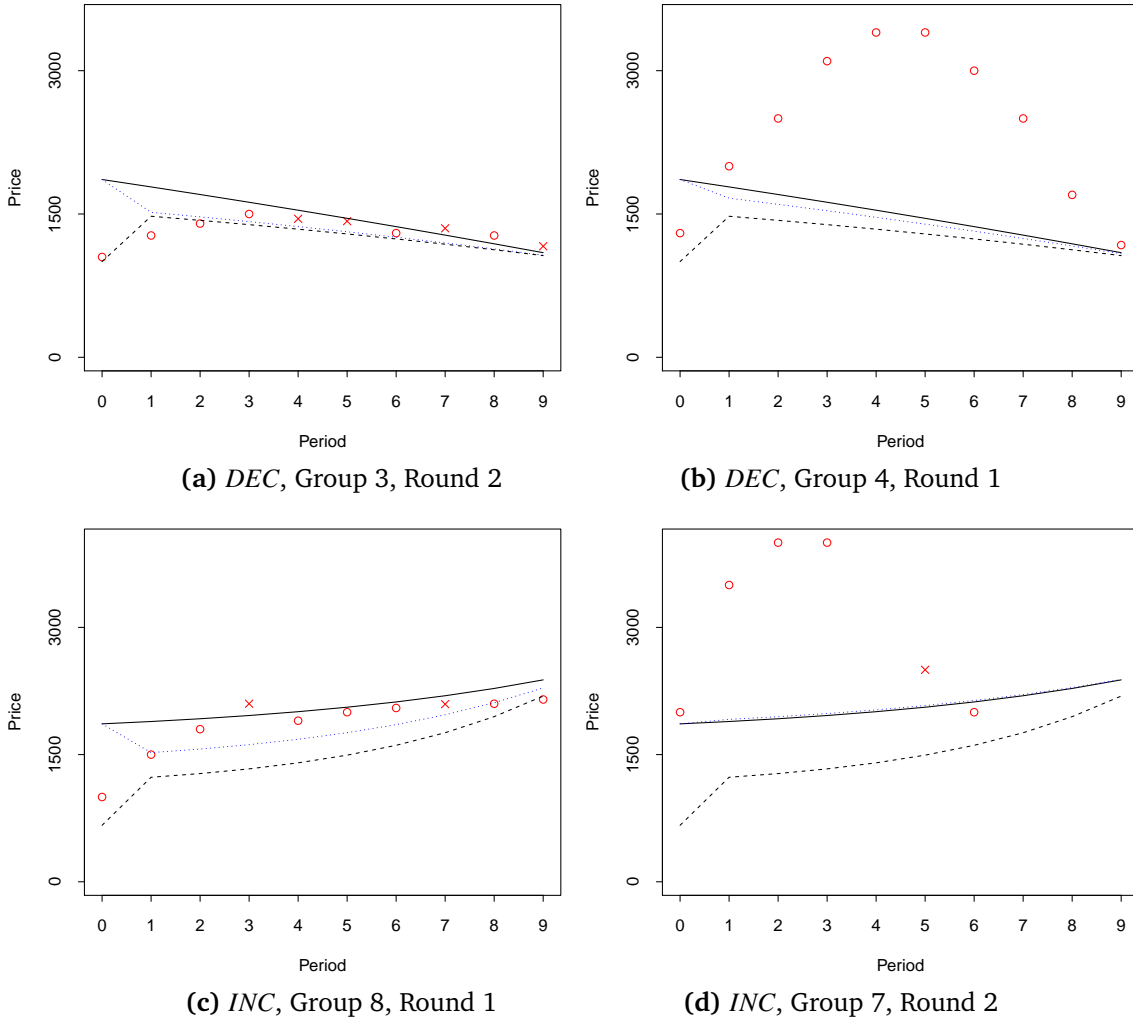 Price
3000
1500
0
0 1 2 3 4 5 6 7 8 9
Period
(a) DEC, Group 3, Round 2
Price
3000
1500
0
0 1 2 3 4 5 6 7 8 9
Period
(b) DEC, Group 4, Round 1
Price
3000
1500
0
0 1 2 3 4 5 6 7 8 9
Period
(c) INC, Group 8, Round 1
Price
3000
1500
0
0 1 2 3 4 5 6 7 8 9
Period
(d) INC, Group 7, Round 2